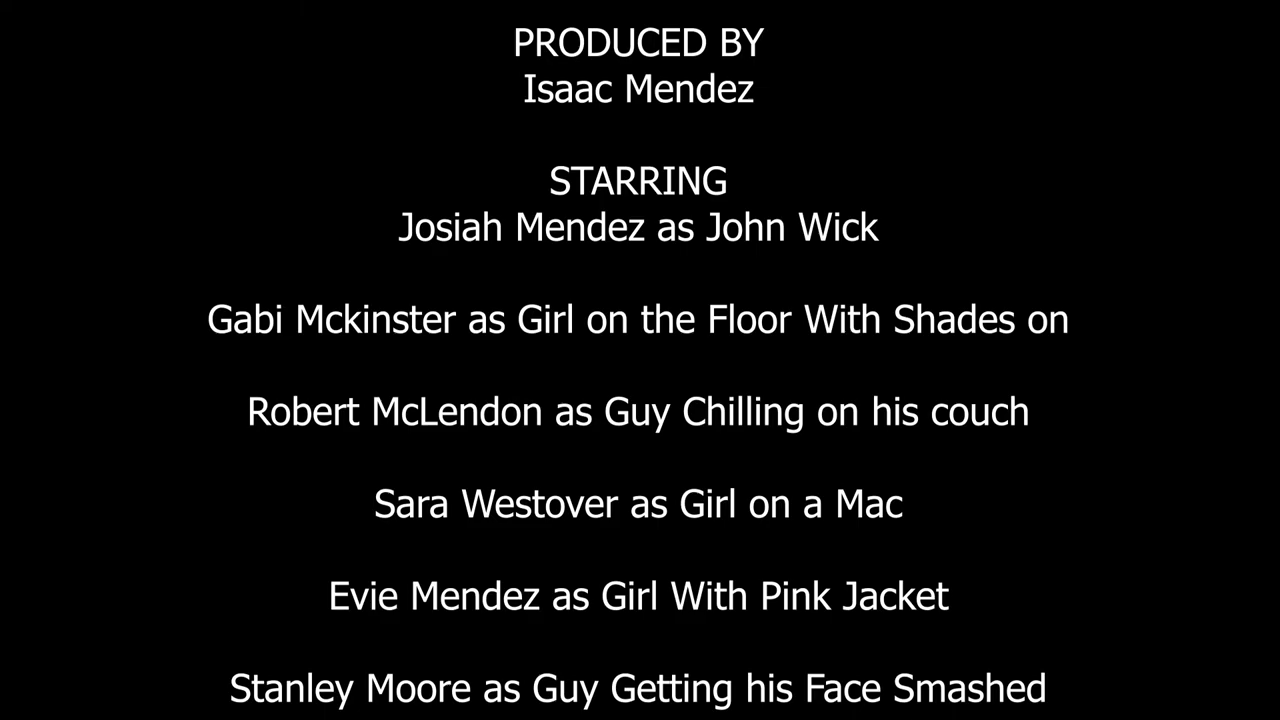 PRODUCED BY
Isaac Mendez
STARRING
Josiah Mendez as John Wick
Gabi Mckinster as Girl on the Floor With Shades on
Robert McLendon as Guy Chilling on his couch
Sara Westover as Girl on a Mac
Evie Mendez as Girl With Pink Jacket
Stanley Moore as Guy Getting his Face Smashed